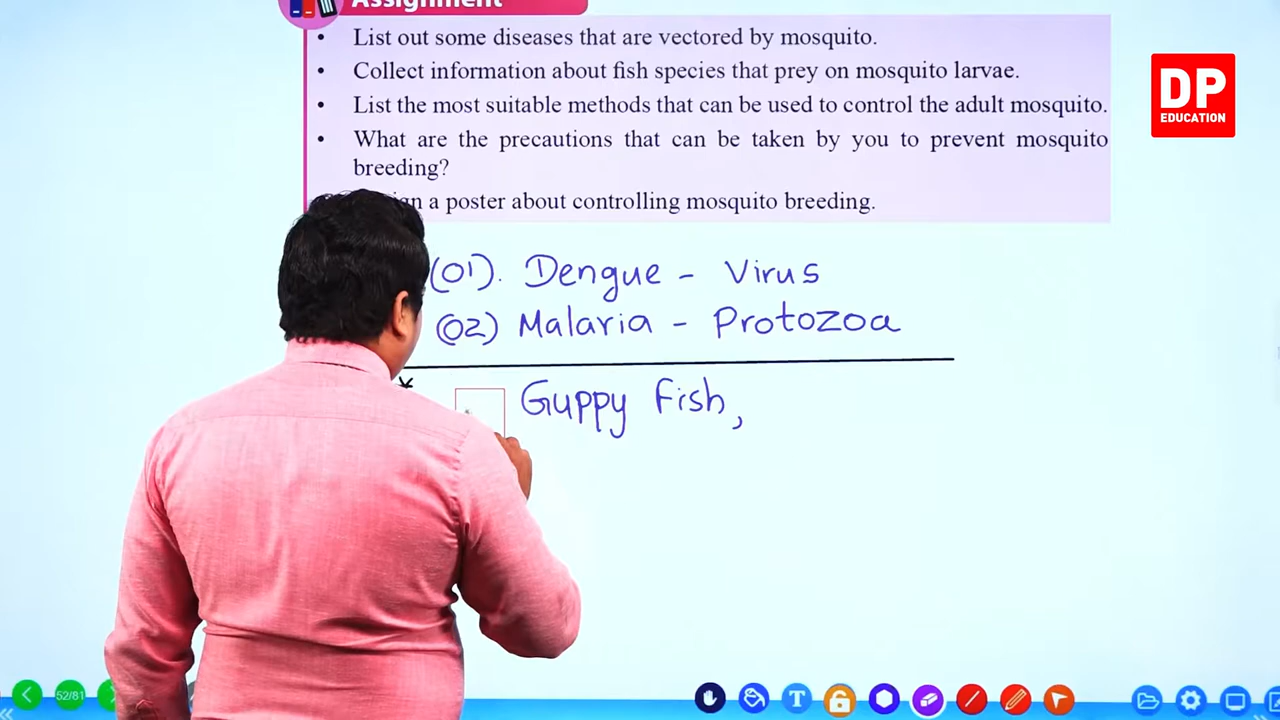 Assignment
• List out some diseases that are vectored by mosquito.
• Collect information about fish species that prey on mosquito larvae.
• List the most suitable methods that can be used to control the adult mosquito.
• What are the precautions that can be taken by you to prevent mosquito
breeding?
a poster about controlling mosquito breeding.
DP
EDUCATION
(01). Dengue - Virus
(02) Malaria - Protozoa
* Guppy Fish,
52/81
T